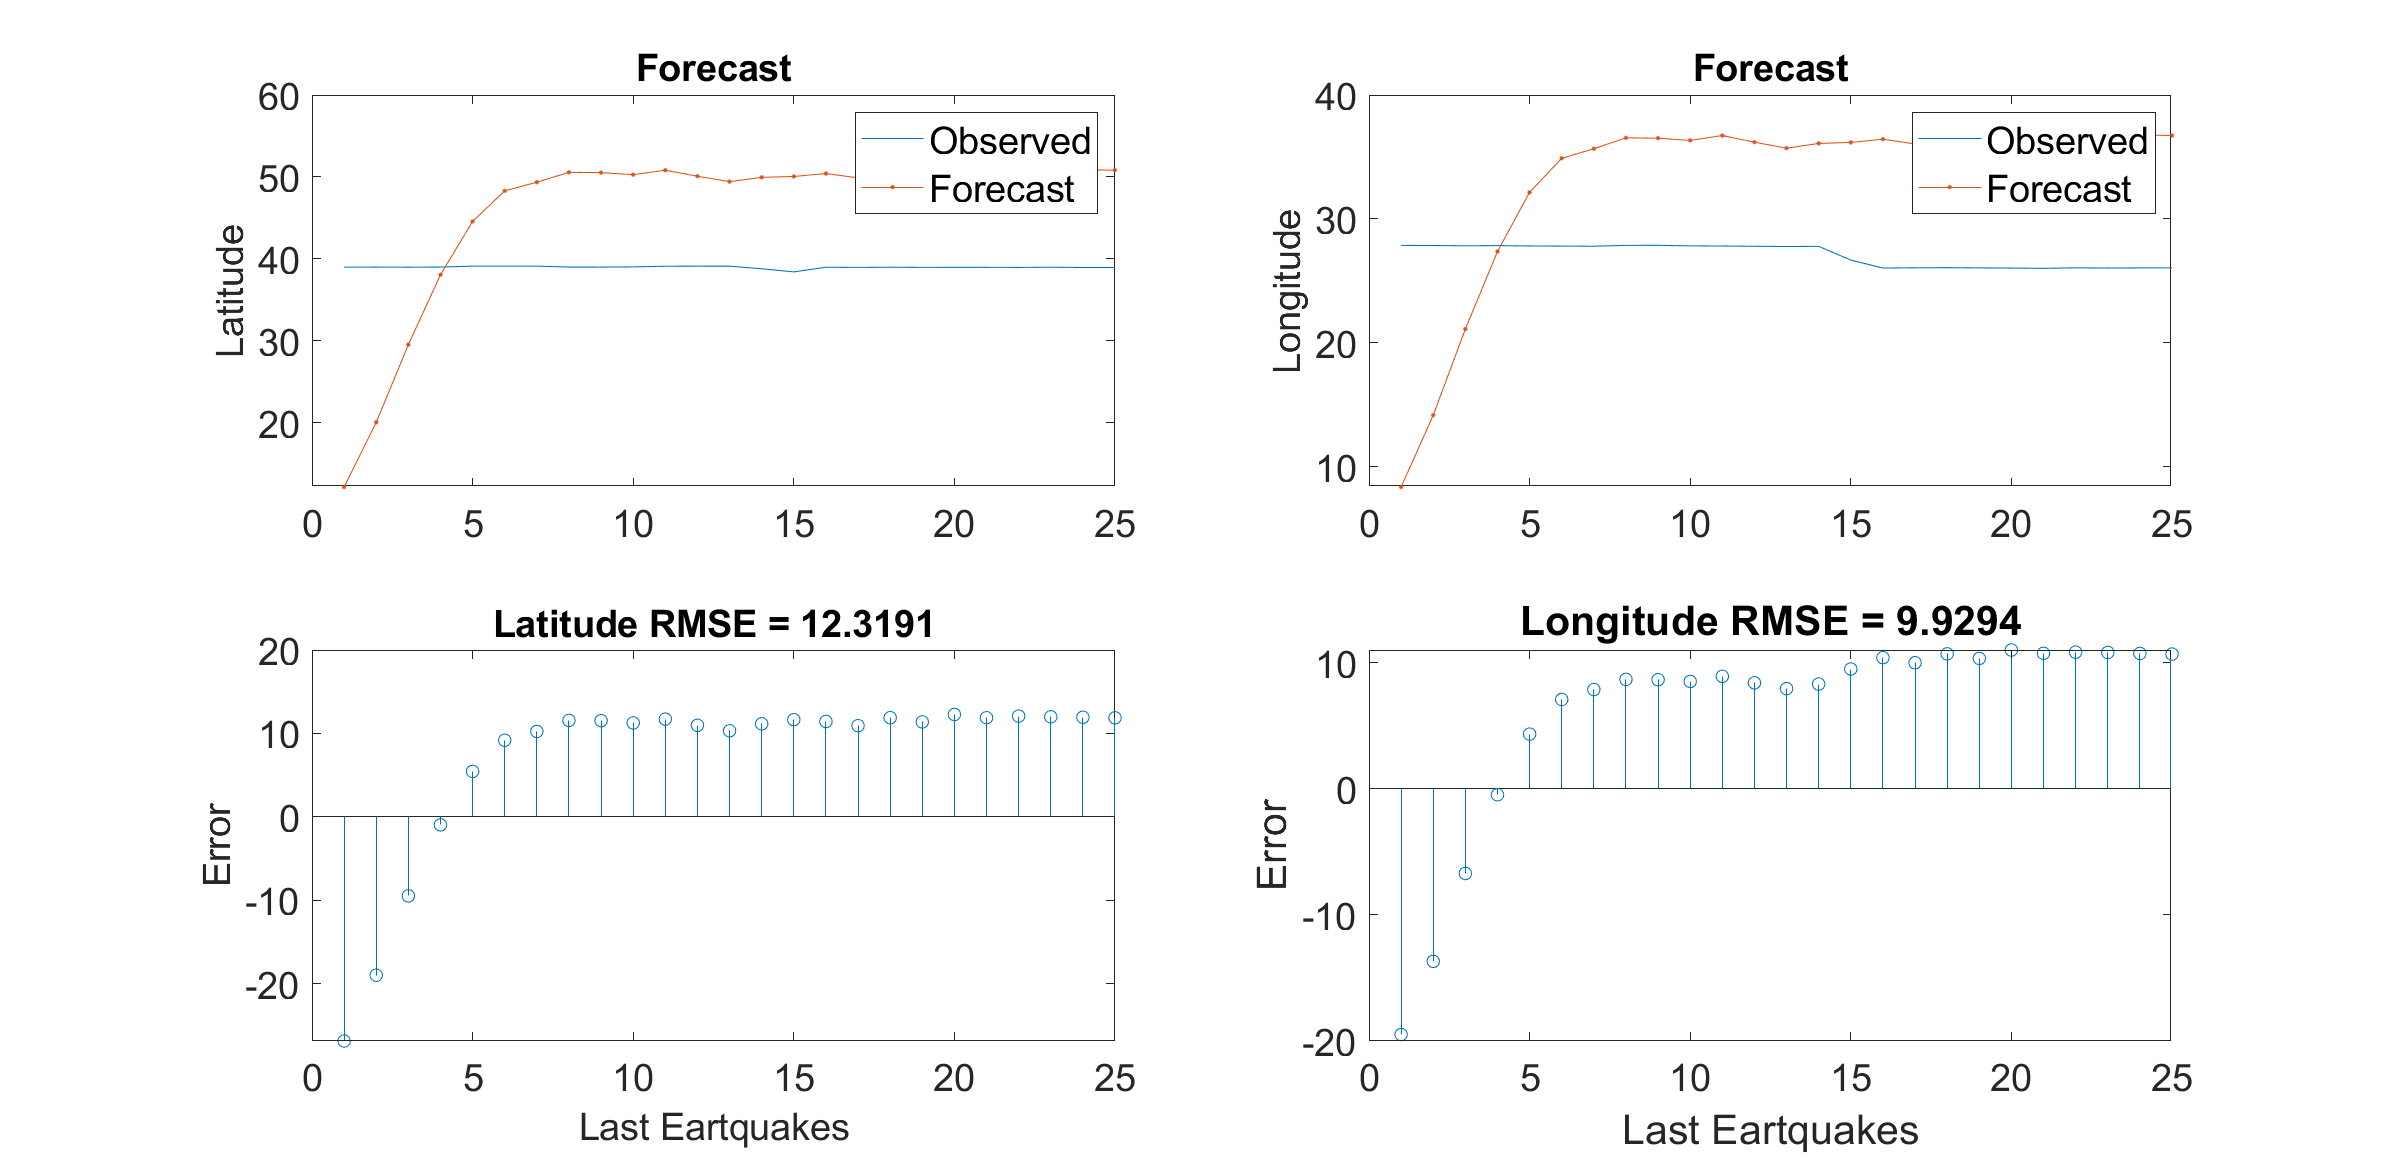 Forecast
60
50
40
30
20
Latitude
Observed
Forecast
0 5 10 15 20 25
Forecast
40
30
20
10
Longitude
Observed
Forecast
0 5 10 15 20 25
Latitude RMSE = 12.3191
20
10
0
-10
-20
Error
0 5 10 15 20 25
Last Eartquakes
Longitude RMSE = 9.9294
10
0
-10
-20
Error
0 5 10 15 20 25
Last Eartquakes